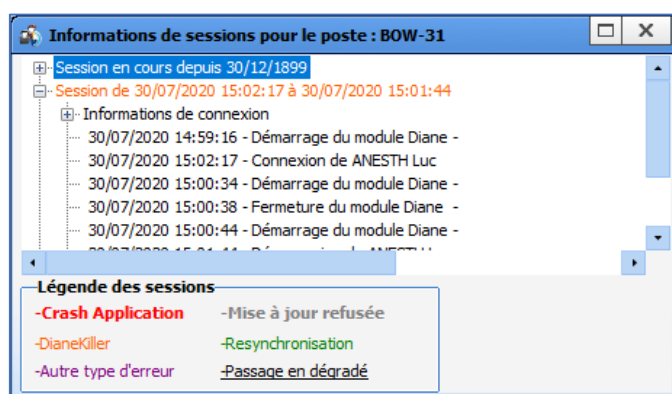 Informations de sessions pour le poste : BOW-31
Session en cours depuis 30/12/1899
Session de 30/07/2020 15:02:17 à 30/07/2020 15:01:44
Informations de connexion
30/07/2020 14:59:16 - Démarrage du module Diane -
30/07/2020 15:02:17 - Connexion de ANESTH Luc
30/07/2020 15:00:34 - Démarrage du module Diane -
30/07/2020 15:00:38 - Fermeture du module Diane -
30/07/2020 15:00:44 - Démarrage du module Diane -
Légende des sessions
-Crash Application -Mise à jour refusée
-DianeKiller -Resynchronisation
-Autre type d'erreur -Passage en dégradé